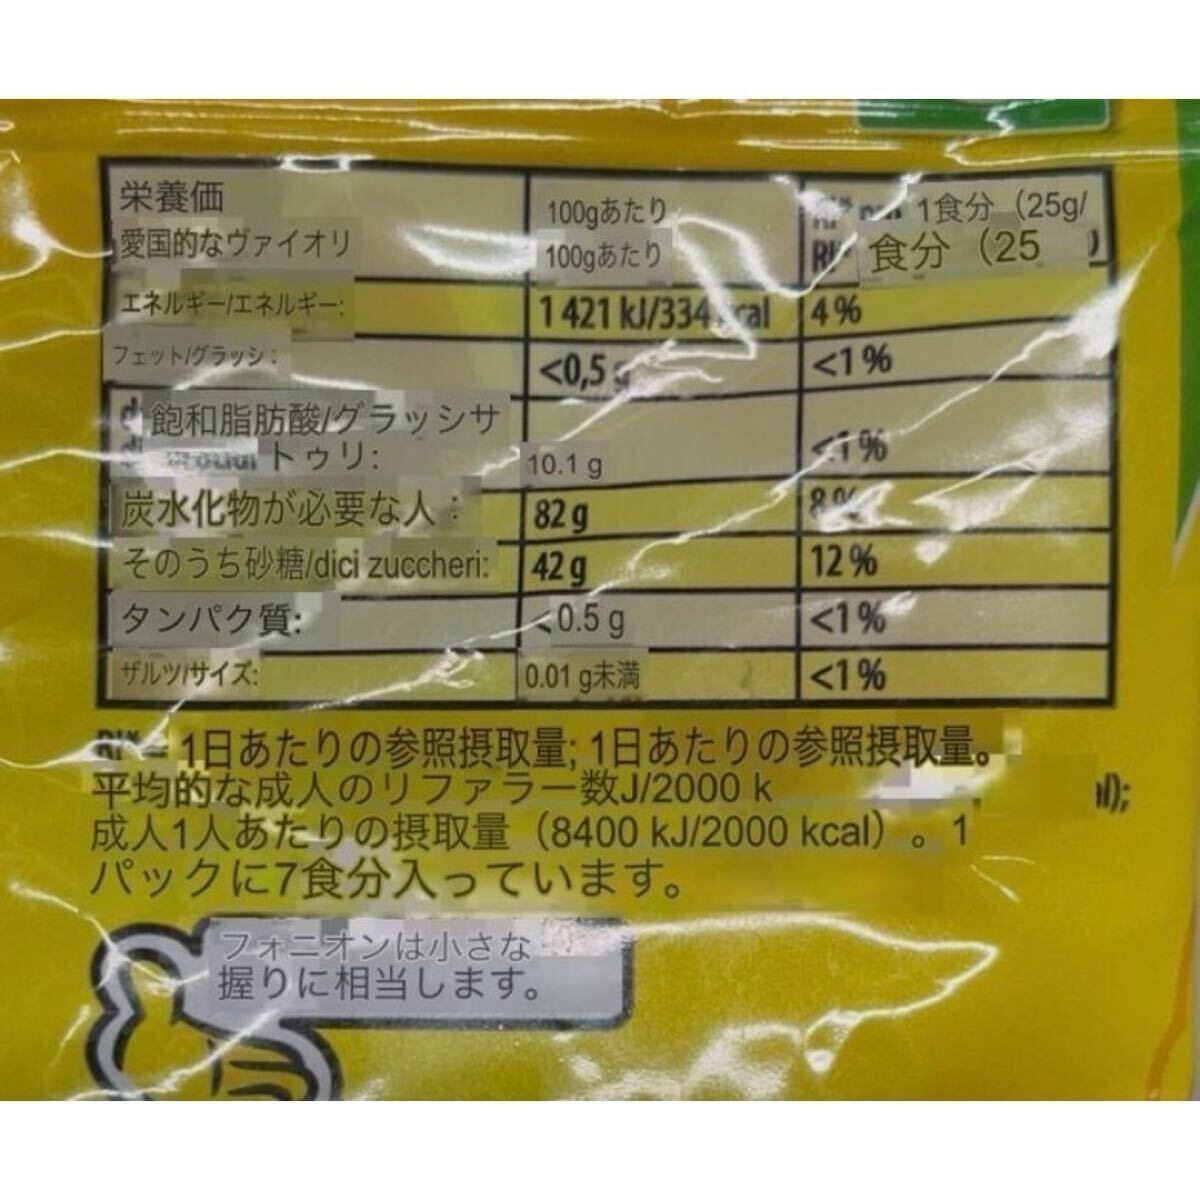 栄養価 100gあたり RI* 1食分（25g/
愛国的なヴァイオリ 100gあたり RI* 食分（25 )
エネルギー/エネルギー: 1 421 kJ/334 cal 4 %
フェット/グラッシ: <0,5 g <1 %
飽和脂肪酸/グラッシサ
トゥリ: 10.1 g <1 %
炭水化物が必要な人: 82 g 8 %
そのうち砂糖/dici zuccheri: 42 g 12 %
タンパク質: <0.5 g <1 %
ザルツ/サイズ: 0.01 g未満 <1 %
RI* = 1日あたりの参照摂取量; 1日あたりの参照摂取量。
平均的な成人のリファラー数J/2000 k l);
成人1人あたりの摂取量（8400 kJ/2000 kcal）。1
パックに7食分入っています。
フォニオンは小さな
握りに相当します。